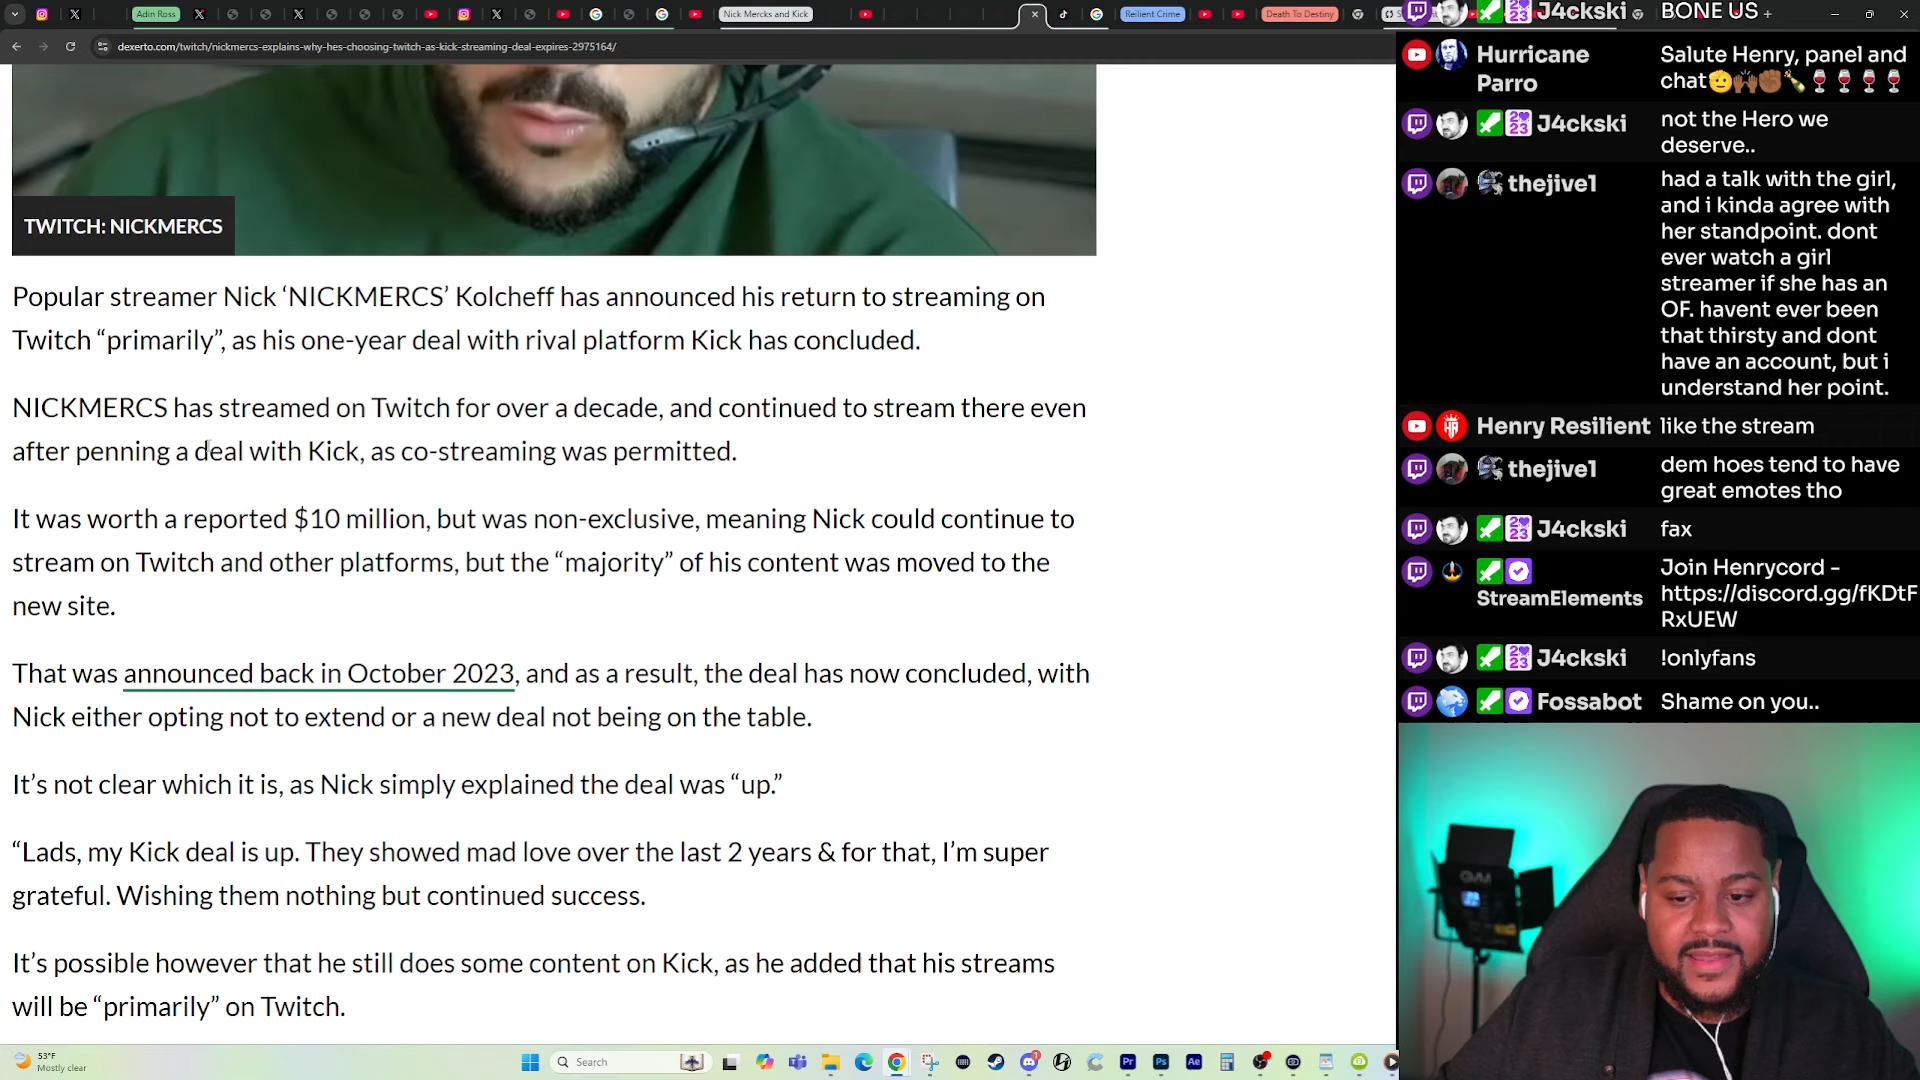 Adin Ross
Nick Mercks and Kick
Reilient Crime
Death To Destiny
dexerto.com/twitch/nickmercs-explains-why-hes-choosing-twitch-as-kick-streaming-deal-expires-2975164/
TWITCH: NICKMERCS
Popular streamer Nick ‘NICKMERCS’ Kolcheff has announced his return to streaming on
Twitch “primarily”, as his one-year deal with rival platform Kick has concluded.
NICKMERCS has streamed on Twitch for over a decade, and continued to stream there even
after penning a deal with Kick, as co-streaming was permitted.
It was worth a reported $10 million, but was non-exclusive, meaning Nick could continue to
stream on Twitch and other platforms, but the “majority” of his content was moved to the
new site.
That was announced back in October 2023, and as a result, the deal has now concluded, with
Nick either opting not to extend or a new deal not being on the table.
It’s not clear which it is, as Nick simply explained the deal was “up.”
“Lads, my Kick deal is up. They showed mad love over the last 2 years & for that, I’m super
grateful. Wishing them nothing but continued success.
It’s possible however that he still does some content on Kick, as he added that his streams
will be “primarily” on Twitch.
J4ckski BONE US
Hurricane Parro Salute Henry, panel and
chat🫡🙌🏾✊🏾🍾🍷🍷🍷🍷
J4ckski not the Hero we
deserve..
thejive1 had a talk with the girl,
and i kinda agree with
her standpoint. dont
ever watch a girl
streamer if she has an
OF. havent ever been
that thirsty and dont
have an account, but i
understand her point.
Henry Resilient like the stream
thejive1 dem hoes tend to have
great emotes tho
J4ckski fax
StreamElements Join Henrycord -
https://discord.gg/fKDtF
RxUEW
J4ckski !onlyfans
Fossabot Shame on you..
GVM
53°F
Mostly clear
Search